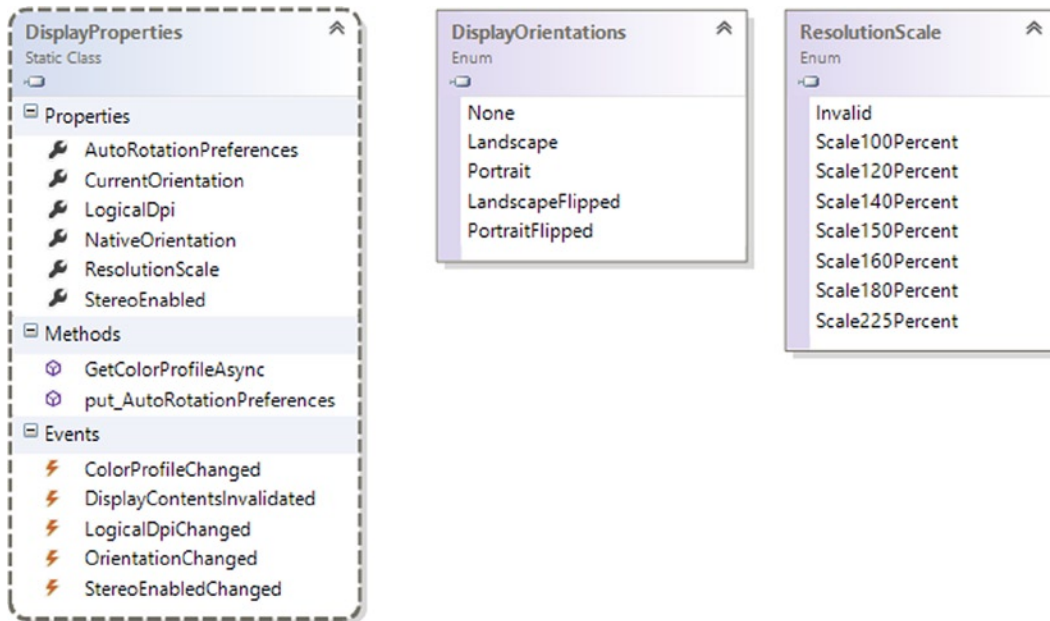 DisplayProperties
Static Class
Properties
AutoRotationPreferences
CurrentOrientation
LogicalDpi
NativeOrientation
ResolutionScale
StereoEnabled
Methods
GetColorProfileAsync
put_AutoRotationPreferences
Events
ColorProfileChanged
DisplayContentsInvalidated
LogicalDpiChanged
OrientationChanged
StereoEnabledChanged
DisplayOrientations
Enum
None
Landscape
Portrait
LandscapeFlipped
PortraitFlipped
ResolutionScale
Enum
Invalid
Scale100Percent
Scale120Percent
Scale140Percent
Scale150Percent
Scale160Percent
Scale180Percent
Scale225Percent